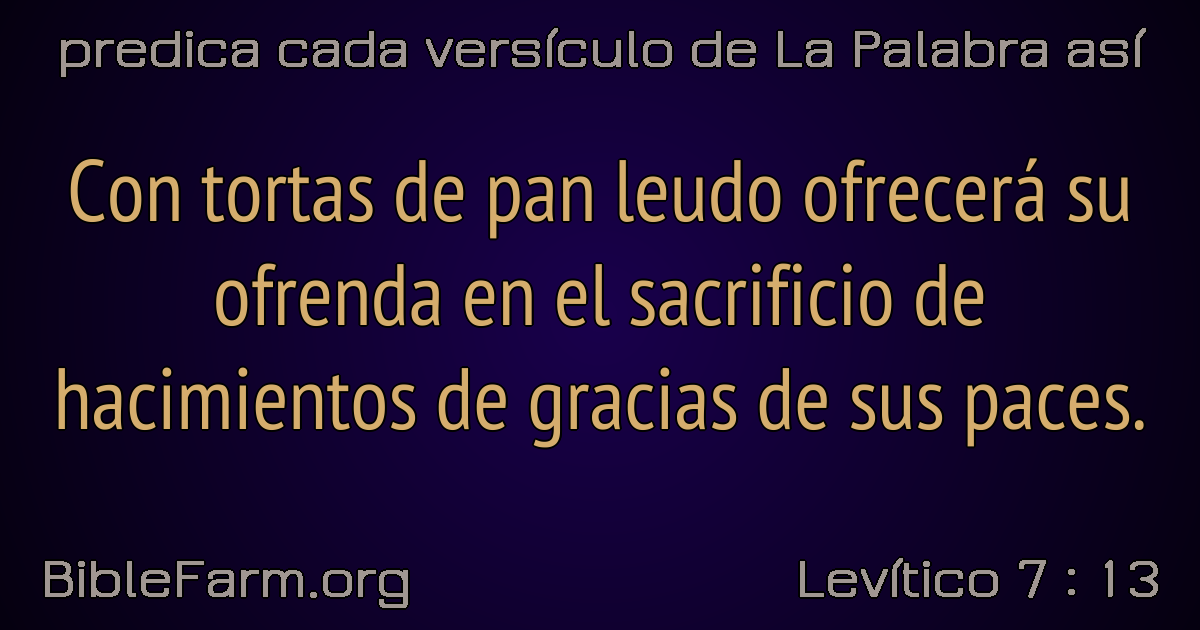 predica cada versículo de La Palabra así
Con tortas de pan leudo ofrecerá su
ofrenda en el sacrificio de
hacimientos de gracias de sus paces.
BibleFarm.org
Levítico 7 : 13